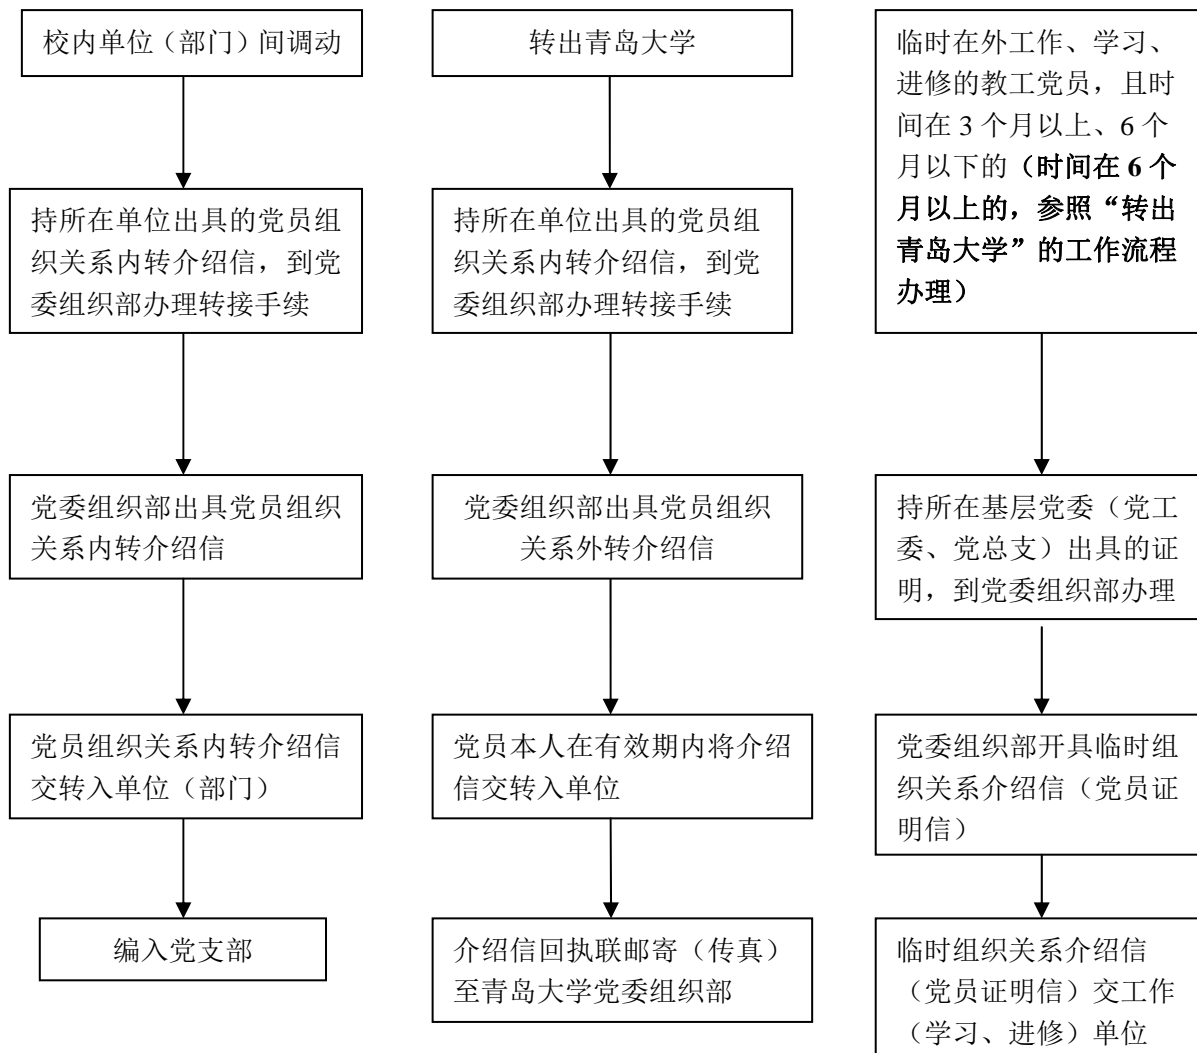 校内单位（部门）间调动
持所在单位出具的党员组
织关系内转介绍信，到党
委组织部办理转接手续
党委组织部出具党员组织
关系内转介绍信
党员组织关系内转介绍信
交转入单位（部门）
编入党支部
转出青岛大学
持所在单位出具的党员组
织关系内转介绍信，到党
委组织部办理转接手续
党委组织部出具党员组织
关系外转介绍信
党员本人在有效期内将介绍
信交转入单位
介绍信回执联邮寄（传真）
至青岛大学党委组织部
临时在外工作、学习、
进修的教工党员，且时
间在 3 个月以上、6 个
月以下的（时间在 6 个
月以上的，参照“转出
青岛大学”的工作流程
办理）
持所在基层党委（党工
委、党总支）出具的证
明，到党委组织部办理
党委组织部开具临时组
织关系介绍信（党员证
明信）
临时组织关系介绍信
（党员证明信）交工作
（学习、进修）单位